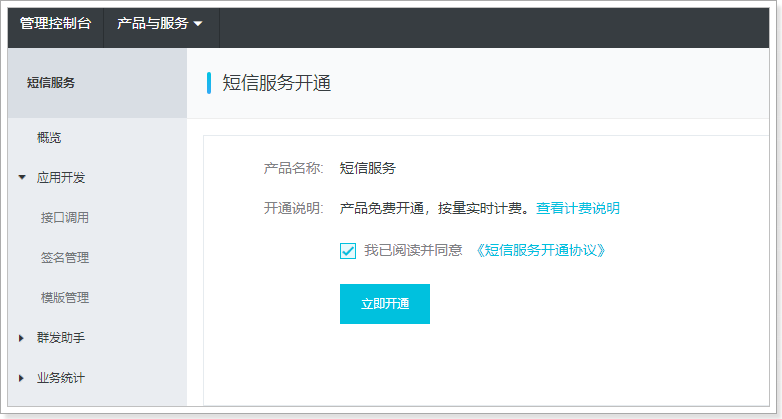 管理控制台 产品与服务
短信服务
概览
应用开发
接口调用
签名管理
模版管理
群发助手
业务统计
短信服务开通
产品名称: 短信服务
开通说明: 产品免费开通，按量实时计费。查看计费说明
我已阅读并同意 《短信服务开通协议》
立即开通